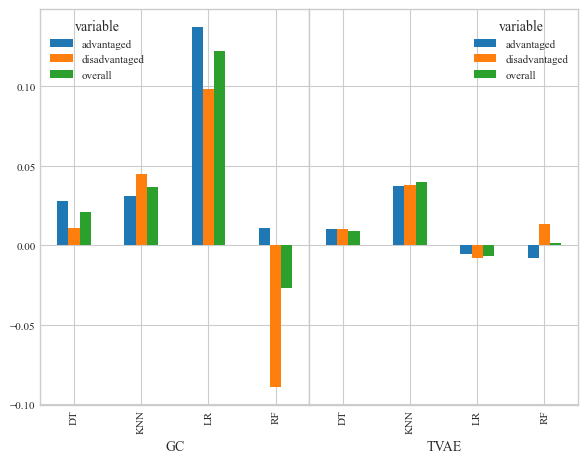 variable
advantaged
disadvantaged
overall
variable
advantaged
disadvantaged
overall
0.10
0.05
0.00
−0.05
−0.10
DT
KNN
LR
RF
DT
KNN
LR
RF
GC
TVAE